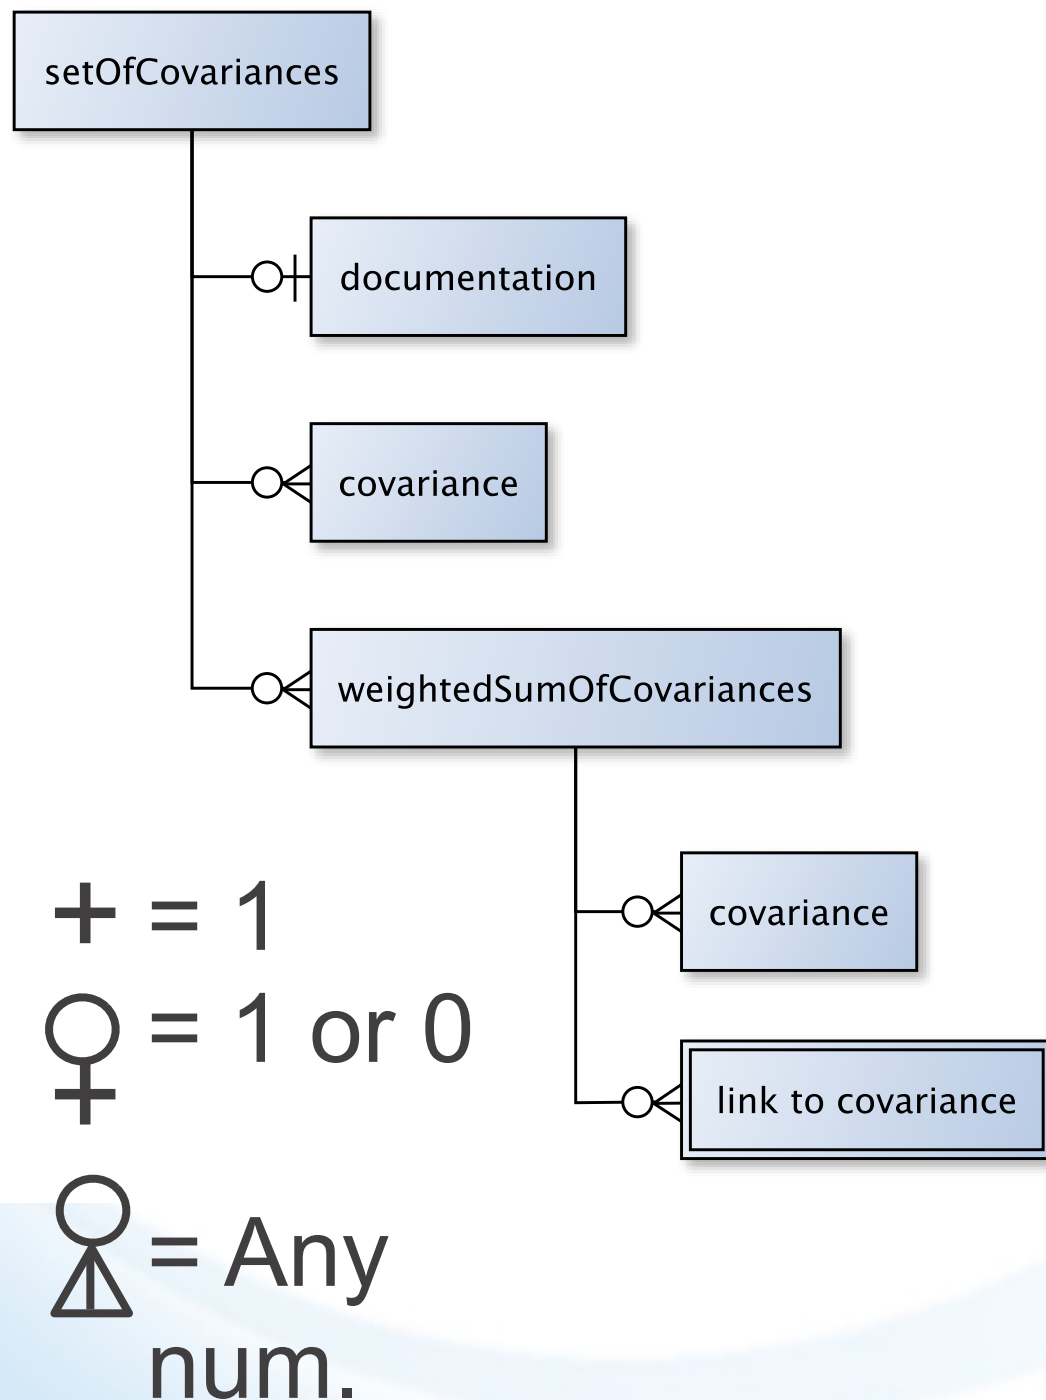 setOfCovariances
documentation
covariance
weightedSumOfCovariances
covariance
link to covariance
+ = 1
= 1 or 0
= Any
num.